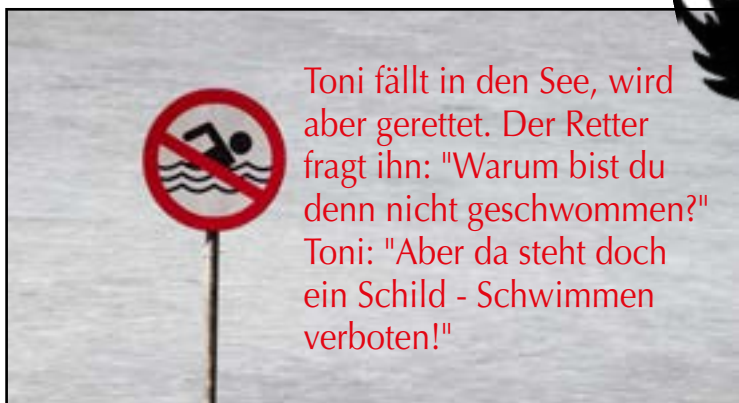 Toni fällt in den See, wird
aber gerettet. Der Retter
fragt ihn: "Warum bist du
denn nicht geschwommen?"
Toni: "Aber da steht doch
ein Schild - Schwimmen
verboten!"